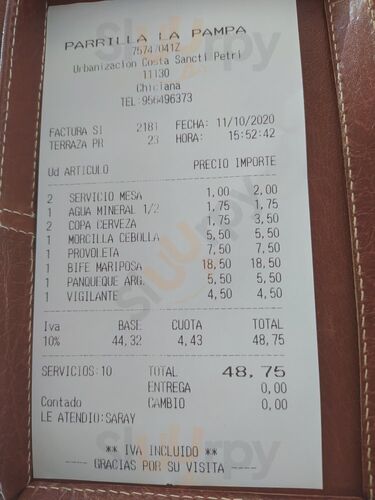 PARRILLA LA PAMPA
7574704IZ
Urbanizacion Costa Sancti Petri
11130
Chiclana
TEL:956496373
FACTURA SI 2181 FECHA: 11/10/2020
TERRAZA PR 23 HORA: 15:52:42
Ud ARTICULO PRECIO IMPORTE
2 SERVICIO MESA 1,00 2,00
1 AGUA MINERAL 1/2 1,75 1,75
2 COPA CERVEZA 1,75 3,50
1 MORCILLA CEBOLLA 5,50 5,50
1 PROVOLETA 7,50 7,50
1 BIFE MARIPOSA 18,50 18,50
1 PANQUEQUE ARG. 5,50 5,50
1 VIGILANTE 4,50 4,50
Iva BASE CUOTA TOTAL
10% 44,32 4,43 48,75
SERVICIOS:10 TOTAL 48,75
ENTREGA 0,00
Contado CAMBIO 0,00
LE ATENDIO:SARAY
** IVA INCLUIDO **
----- GRACIAS POR SU VISITA -----